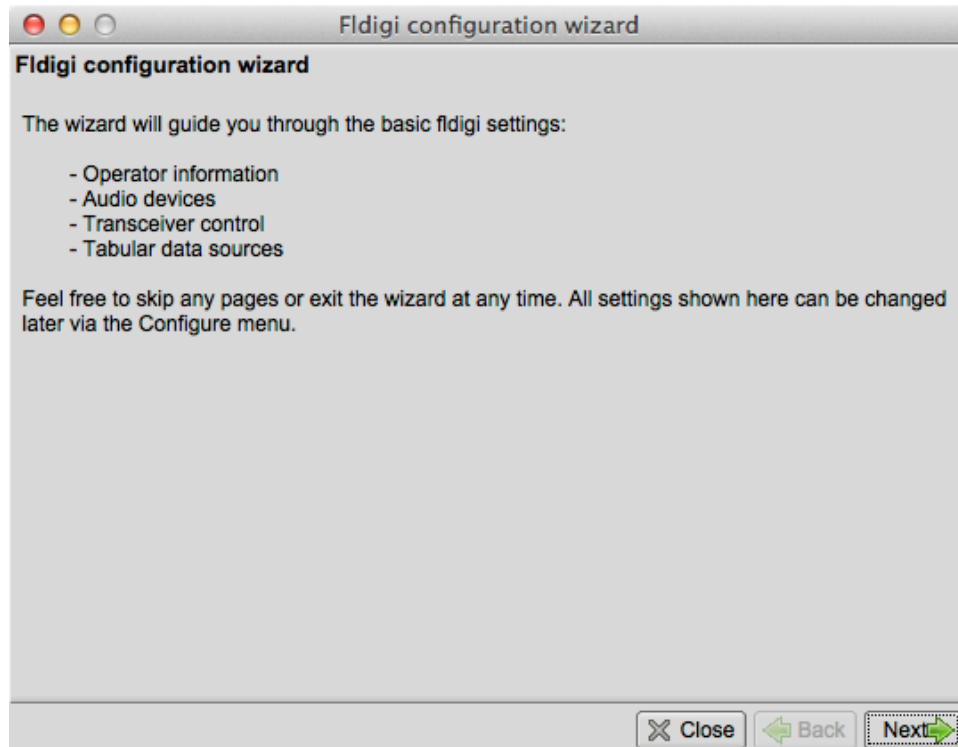 Fldigi configuration wizard
Fldigi configuration wizard
The wizard will guide you through the basic fldigi settings:
- Operator information
- Audio devices
- Transceiver control
- Tabular data sources
Feel free to skip any pages or exit the wizard at any time. All settings shown here can be changed
later via the Configure menu.
Close Back Next